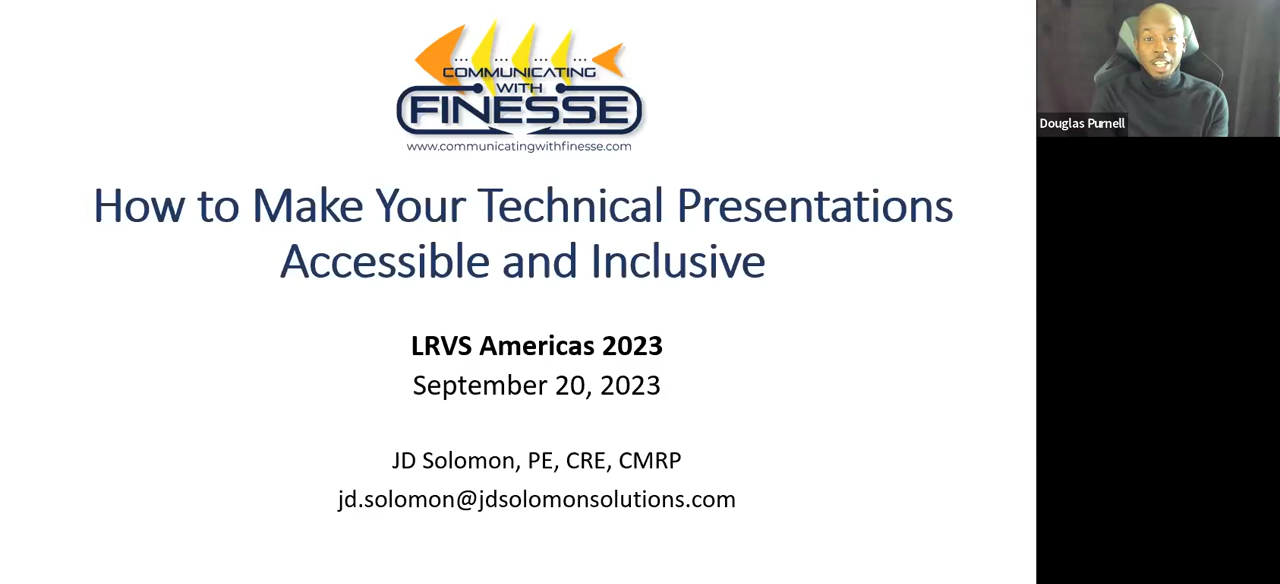 COMMUNICATING
WITH
FINESSE
www.communicatingwithfinesse.com
How to Make Your Technical Presentations
Accessible and Inclusive
LRVS Americas 2023
September 20, 2023
JD Solomon, PE, CRE, CMRP
jd.solomon@jdsolomonsolutions.com
Douglas Purnell